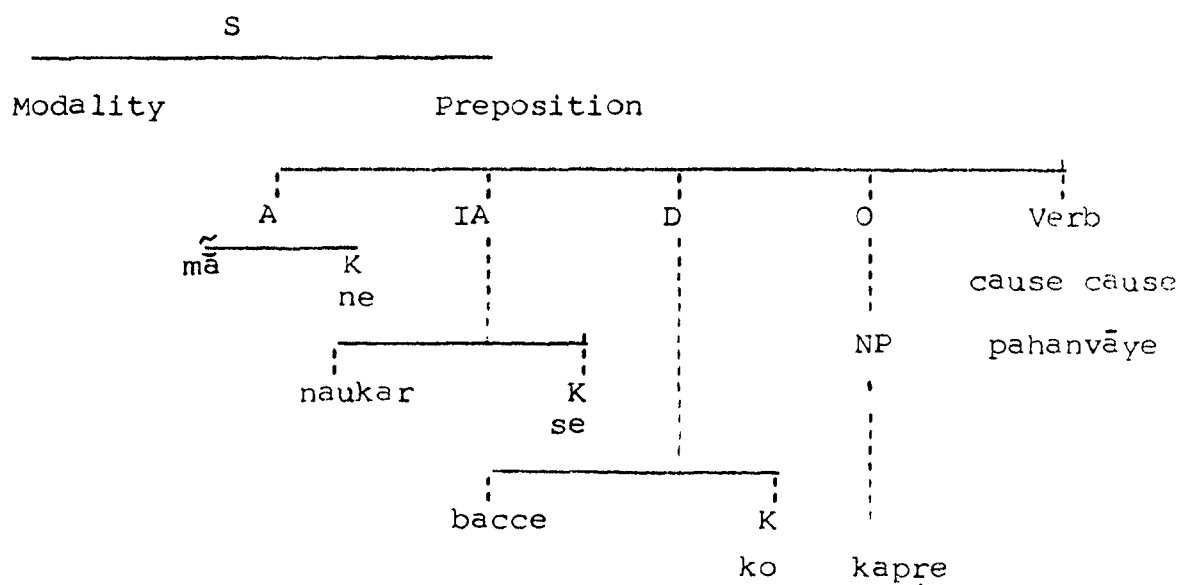 S
Modality Preposition
A IA D O Verb
mā̃ K cause cause
ne
NP pahanvāye
naukar K
se
bacce K
ko kapre